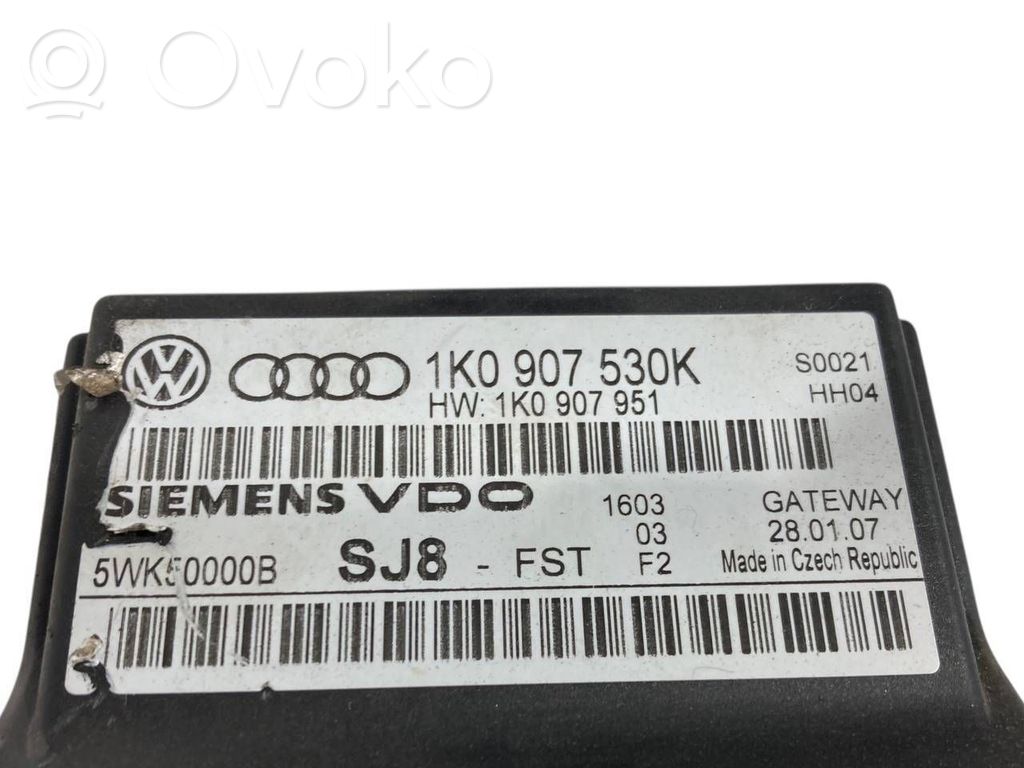 Ovoko
1K0 907 530K S0021
HW: 1K0 907 951 HH04
SIEMENS VDO 1603 GATEWAY
03 28.01.07
5WK50000B SJ8 - FST F2 Made in Czech Republic